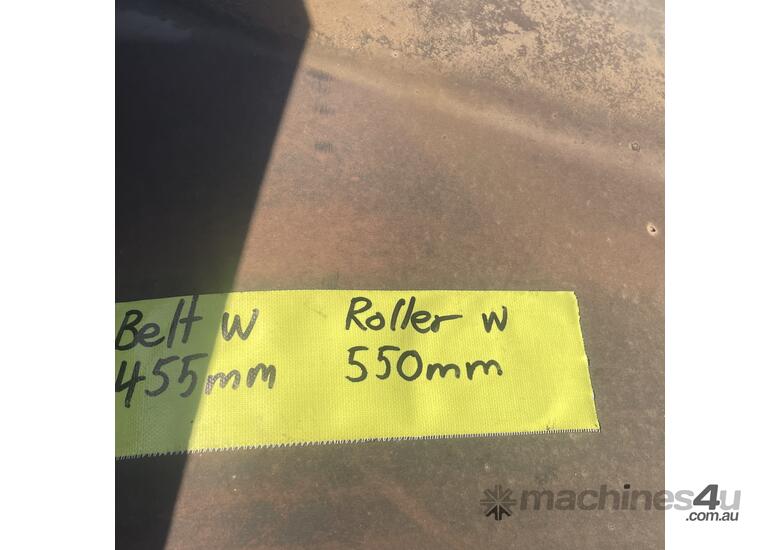 Belt W Roller W
455mm 550mm
machines4u
.com.au